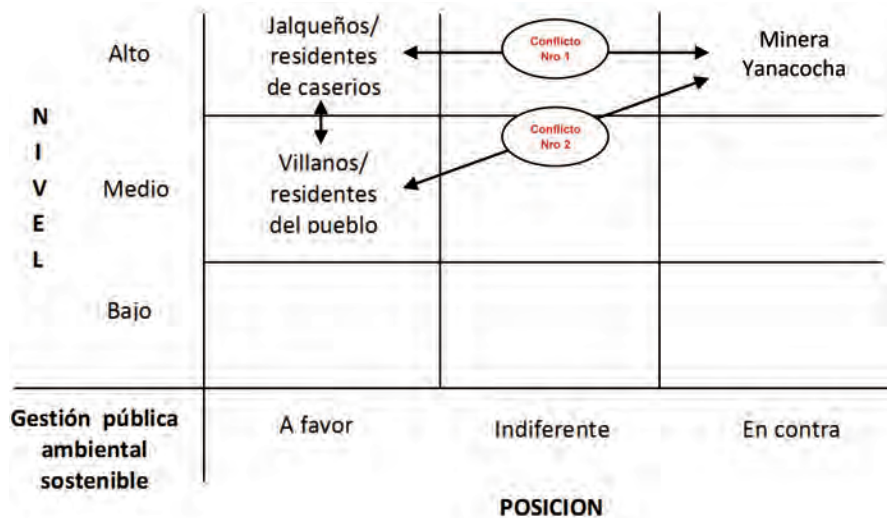 Alto
Jalqueños/
residentes
de caserios
Conflicto
Nro 1
Minera
Yanacocha
N
I
V
E
L
Medio
Villanos/
residentes
del pueblo
Conflicto
Nro 2
Bajo
Gestión pública
ambiental
sostenible
A favor
Indiferente
En contra
POSICION